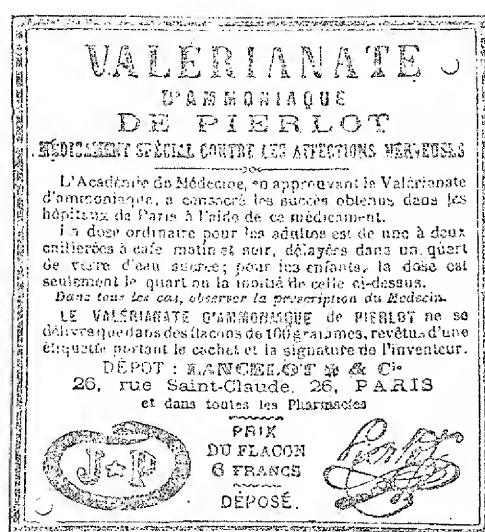 VALÉRIANATE
D'AMMONIAQUE
DE PIERLOT
MÉDICAMENT SPÉCIAL CONTRE LES AFFECTIONS NERVEUSES
L'Académie de Médecine, en approuvant le Valérianate
d'ammoniaque, a consacré les succès obtenus dans les
hôpitaux de Paris à l'aide de ce médicament.
La dose ordinaire pour les adultes est de une à deux
cuillerées à café matin et soir, délayées dans un quart
de verre d'eau sucrée; pour les enfants, la dose est
seulement le quart ou la moitié de celle ci-dessus.
Dans tous les cas, observer la prescription du Médecin.
LE VALÉRIANATE D'AMMONIAQUE de PIERLOT ne se
délivre que dans des flacons de 100 grammes, revêtus d'une
étiquette portant le cachet et la signature de l'inventeur.
DÉPOT : LANCELOT & Cie
26, rue Saint-Claude, 26, PARIS
et dans toutes les Pharmacies
PRIX
DU FLACON
6 FRANCS
DÉPOSÉ.
J P
Pierlot